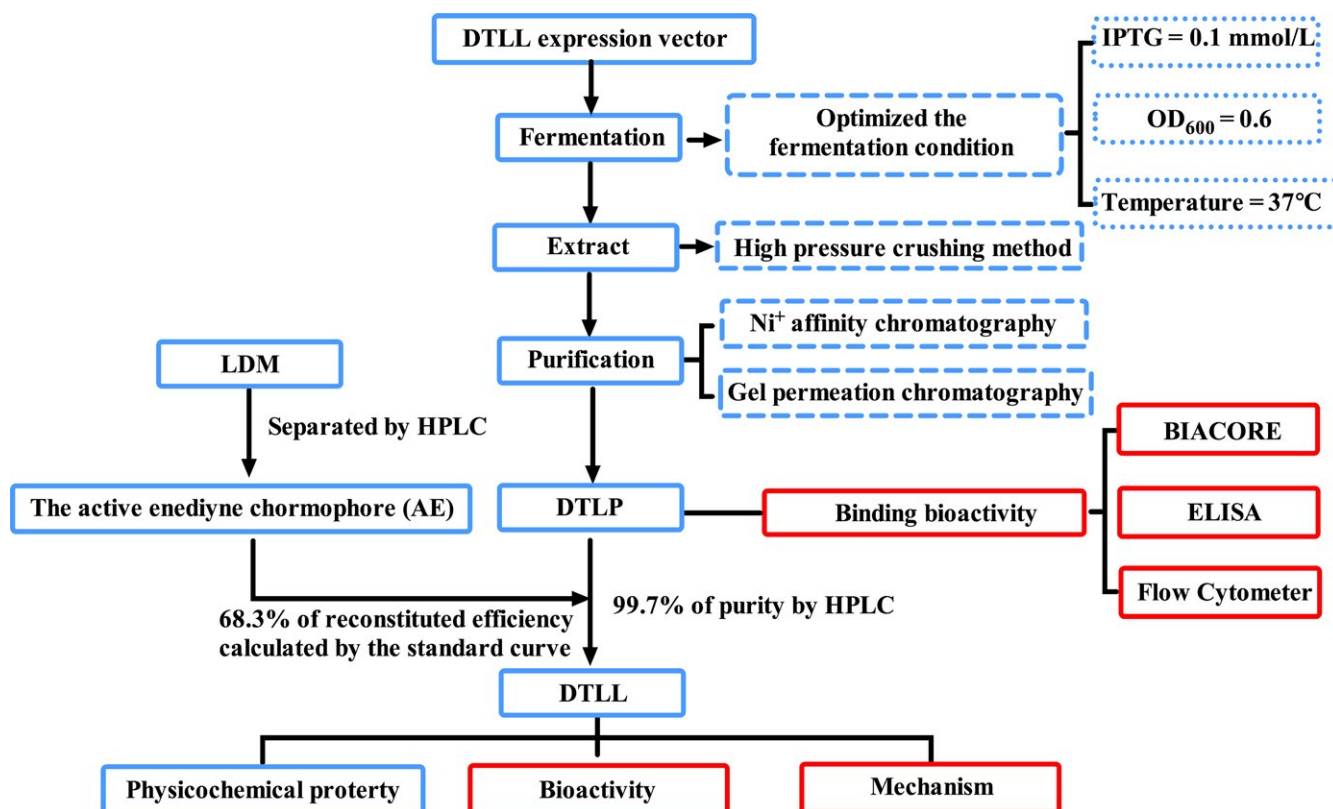 DTLL expression vector
IPTG = 0.1 mmol/L
Fermentation
Optimized the
fermentation condition
OD₆₀₀ = 0.6
Temperature = 37℃
Extract
High pressure crushing method
Ni⁺ affinity chromatography
LDM
Purification
Gel permeation chromatography
Separated by HPLC
BIACORE
The active enediyne chormophore (AE)
DTLP
Binding bioactivity
ELISA
Flow Cytometer
68.3% of reconstituted efficiency
calculated by the standard curve
99.7% of purity by HPLC
DTLL
Physicochemical proterty
Bioactivity
Mechanism